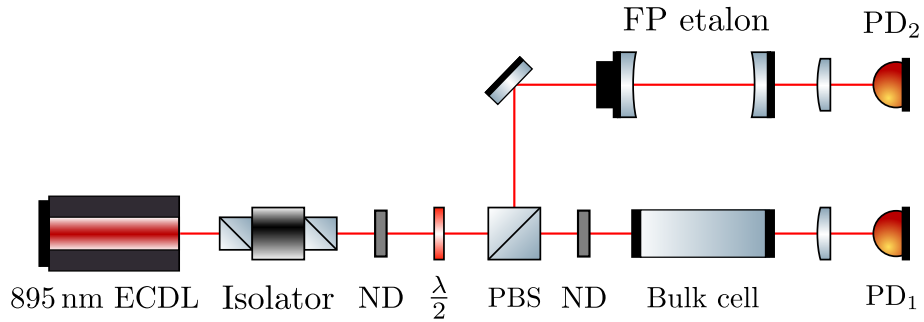 FP etalon
PD₂
895 nm ECDL
Isolator
ND
λ/2
PBS
ND
Bulk cell
PD₁